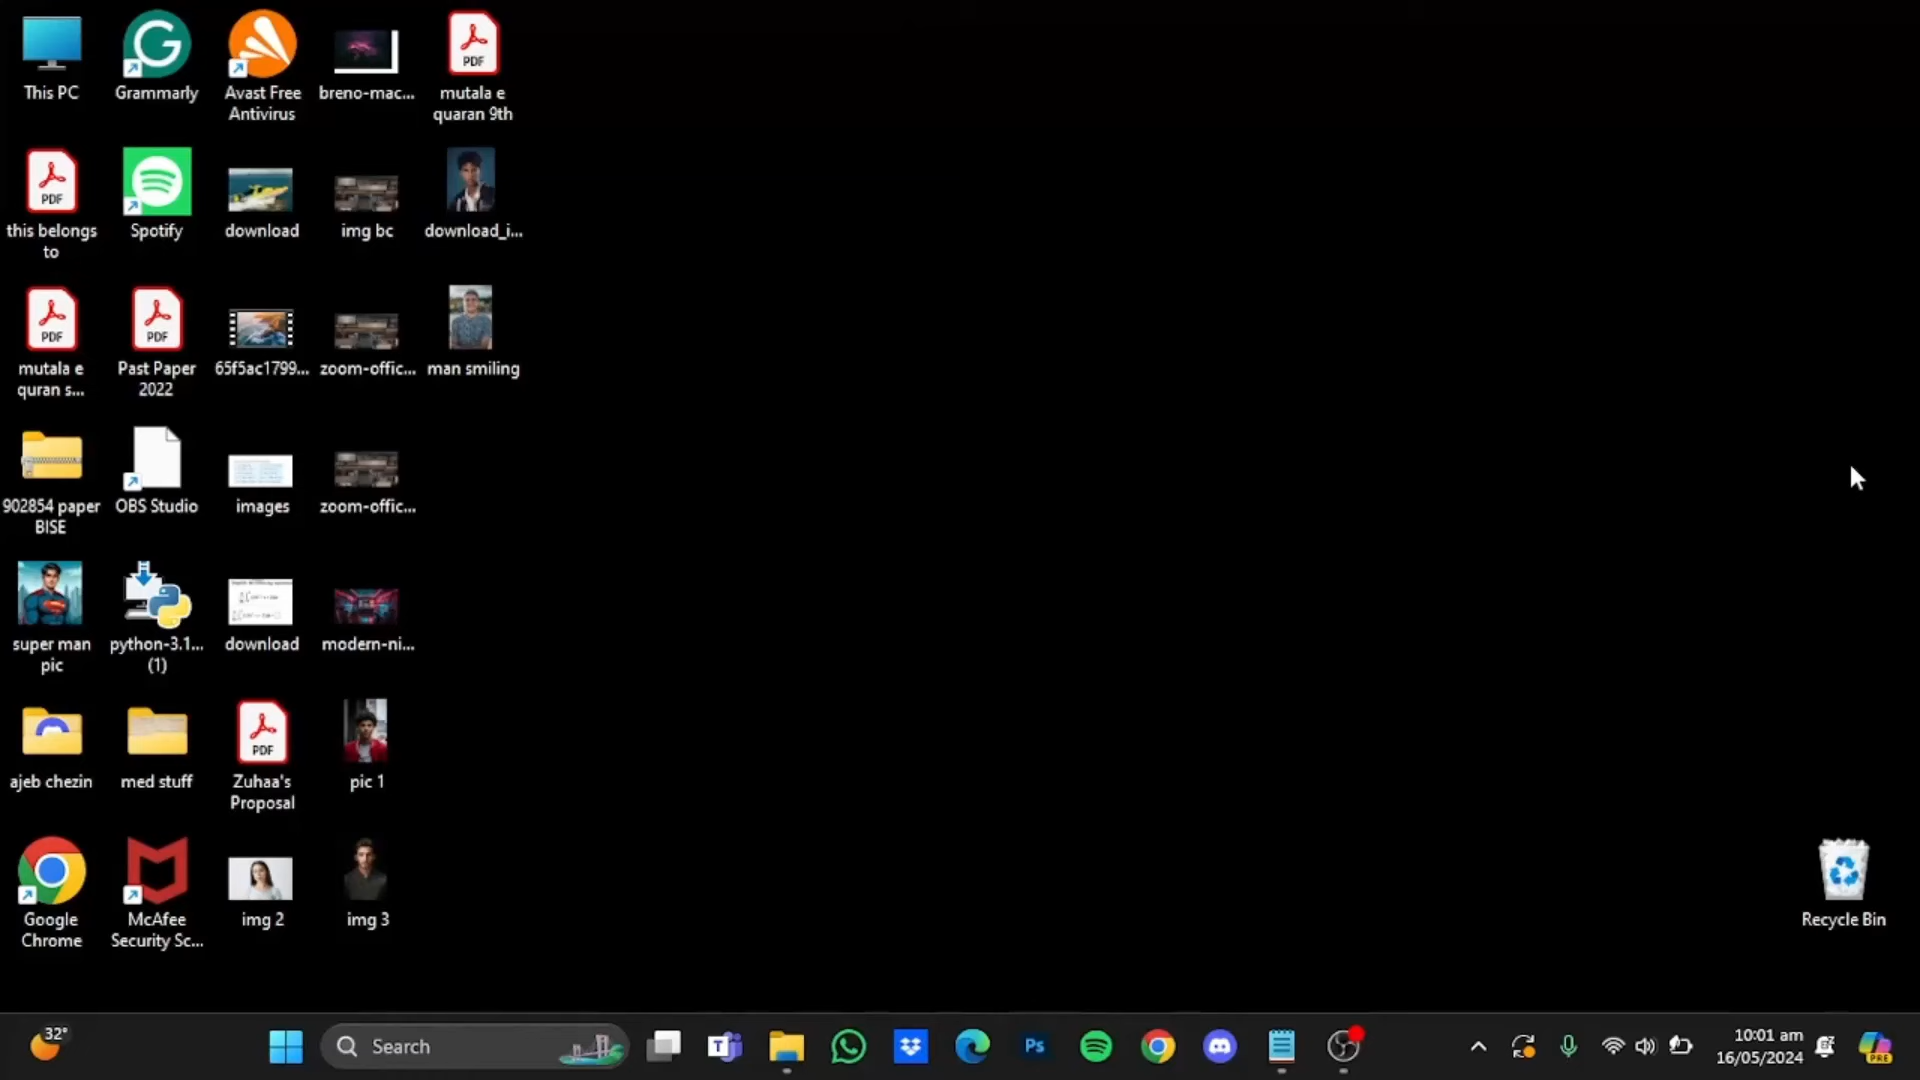 This PC
Grammarly
Avast Free
Antivirus
breno-mac...
PDF
mutala e
quaran 9th
PDF
this belongs
to
Spotify
download
img bc
download_i...
PDF
mutala e
quran s...
PDF
Past Paper
2022
65f5ac1799...
zoom-offic...
man smiling
902854 paper
BISE
OBS Studio
images
zoom-offic...
super man
pic
python-3.1...
(1)
download
modern-ni...
ajeb chezin
med stuff
PDF
Zuhaa's
Proposal
pic 1
Google
Chrome
McAfee
Security Sc...
img 2
img 3
Recycle Bin
32°
Search
T
Ps
10:01 am
16/05/2024
PRE